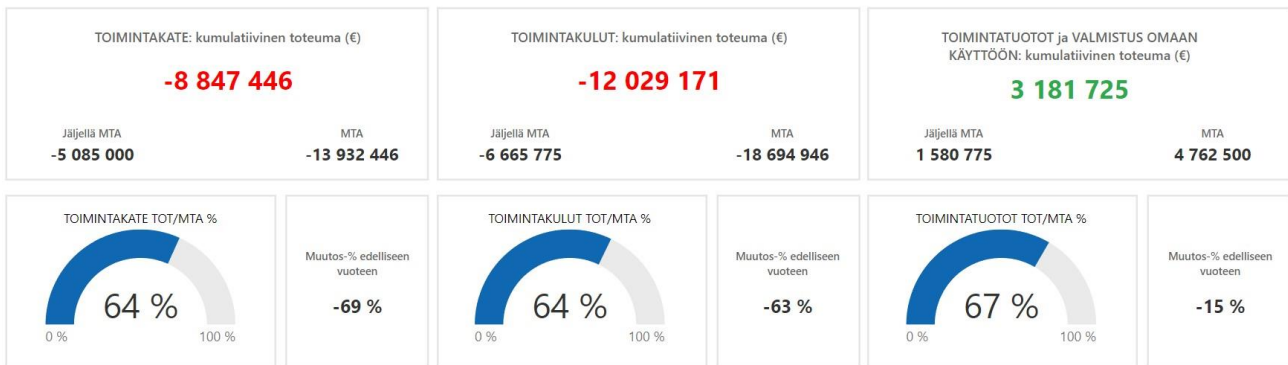 TOIMINTAKATE: kumulatiivinen toteuma (€)
-8 847 446
Jäljellä MTA
MTA
-5 085 000
-13 932 446
TOIMINTAKULUT: kumulatiivinen toteuma (€)
-12 029 171
Jäljellä MTA
MTA
-6 665 775
-18 694 946
TOIMINTATUOTOT ja VALMISTUS OMAAN
KÄYTTÖÖN: kumulatiivinen toteuma (€)
3 181 725
Jäljellä MTA
MTA
1 580 775
4 762 500
TOIMINTAKATE TOT/MTA %
64 %
0 %
100 %
Muutos-% edelliseen
vuoteen
-69 %
TOIMINTAKULUT TOT/MTA %
64 %
0 %
100 %
Muutos-% edelliseen
vuoteen
-63 %
TOIMINTATUOTOT TOT/MTA %
67 %
0 %
100 %
Muutos-% edelliseen
vuoteen
-15 %